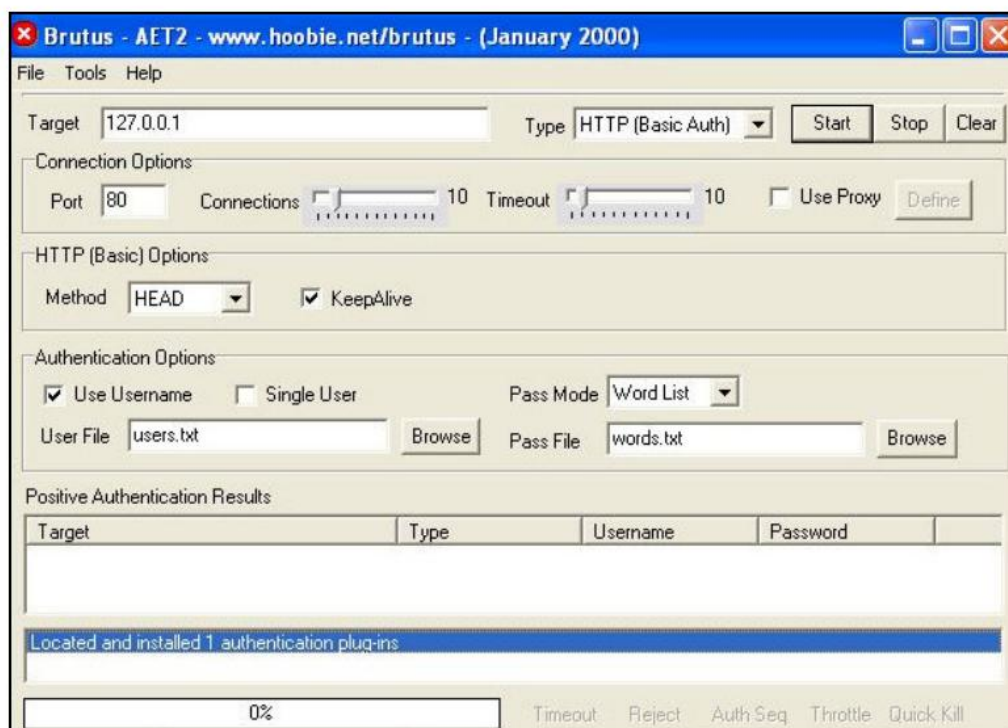 Brutus - AET2 - www.hoobie.net/brutus - (January 2000)
File Tools Help
Target 127.0.0.1 Type HTTP (Basic Auth) Start Stop Clear
Connection Options
Port 80 Connections 10 Timeout 10 Use Proxy Define
HTTP (Basic) Options
Method HEAD KeepAlive
Authentication Options
Use Username Single User Pass Mode Word List
User File users.txt Browse Pass File words.txt Browse
Positive Authentication Results
Target Type Username Password
Located and installed 1 authentication plug-ins
0% Timeout Reject Auth Seq Throttle Quick Kill